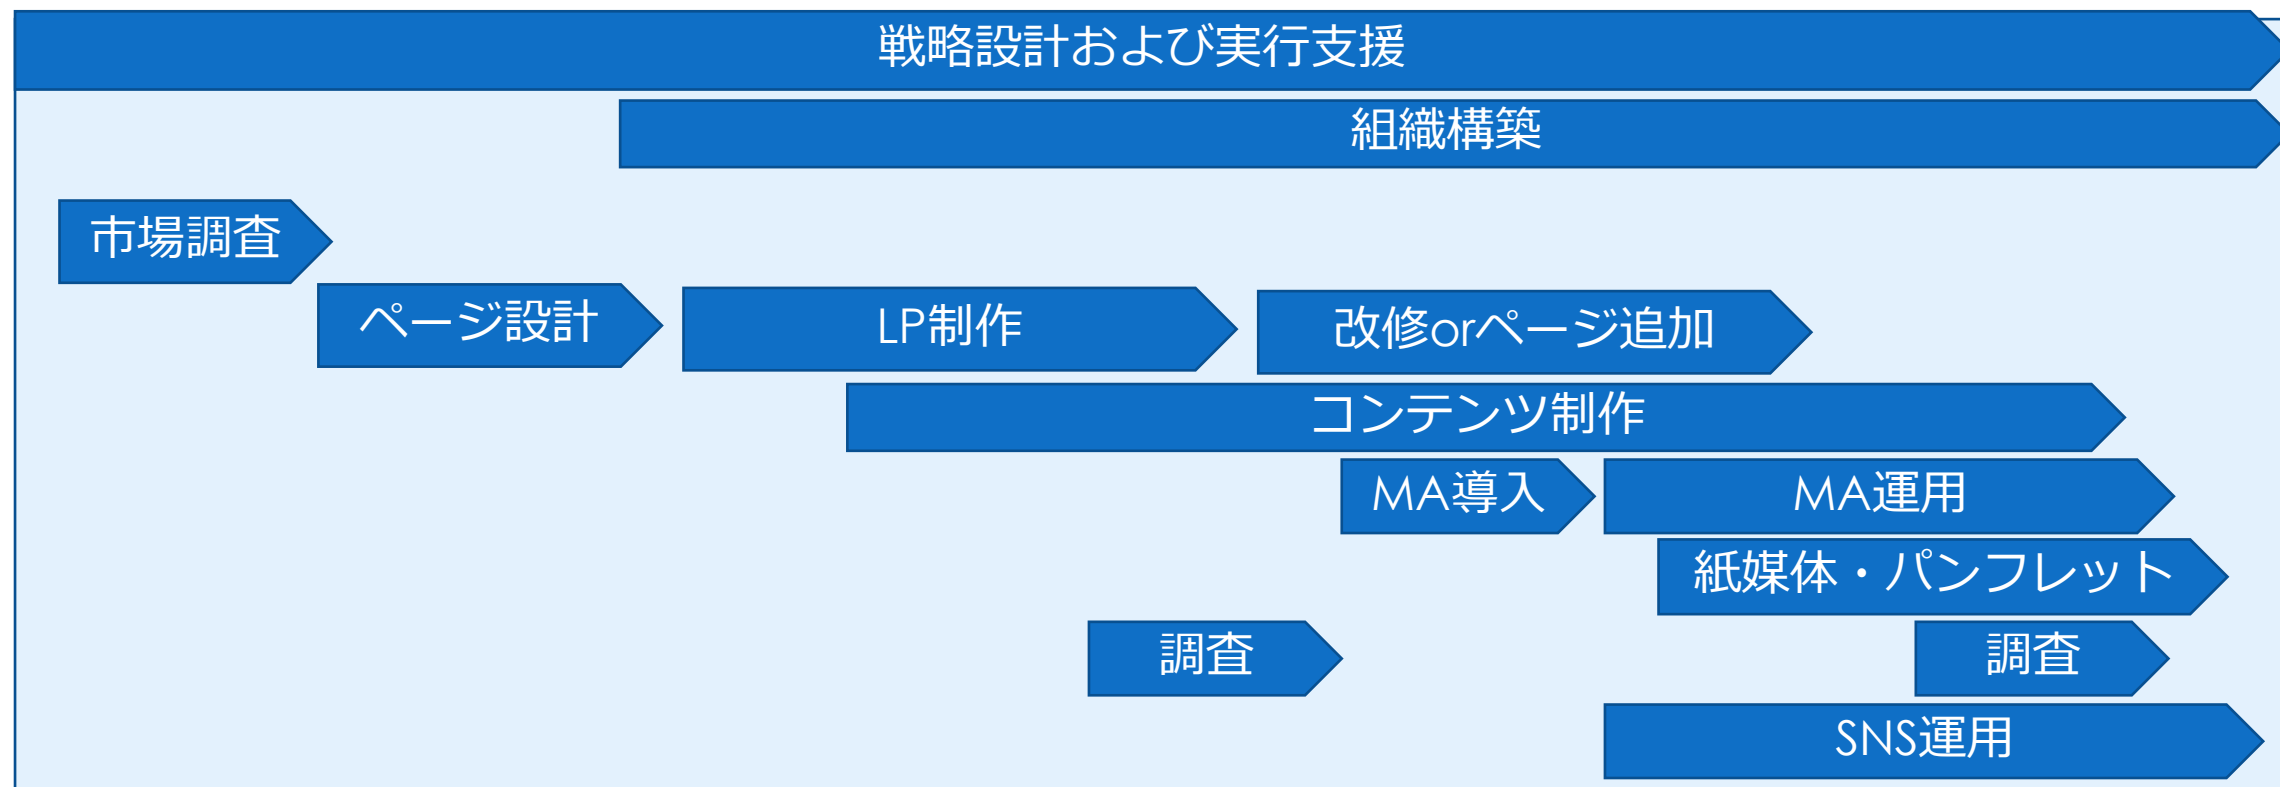 戦略設計および実行支援
組織構築
市場調査
ページ設計
LP制作
改修orページ追加
コンテンツ制作
MA導入
MA運用
紙媒体・パンフレット
調査
調査
SNS運用